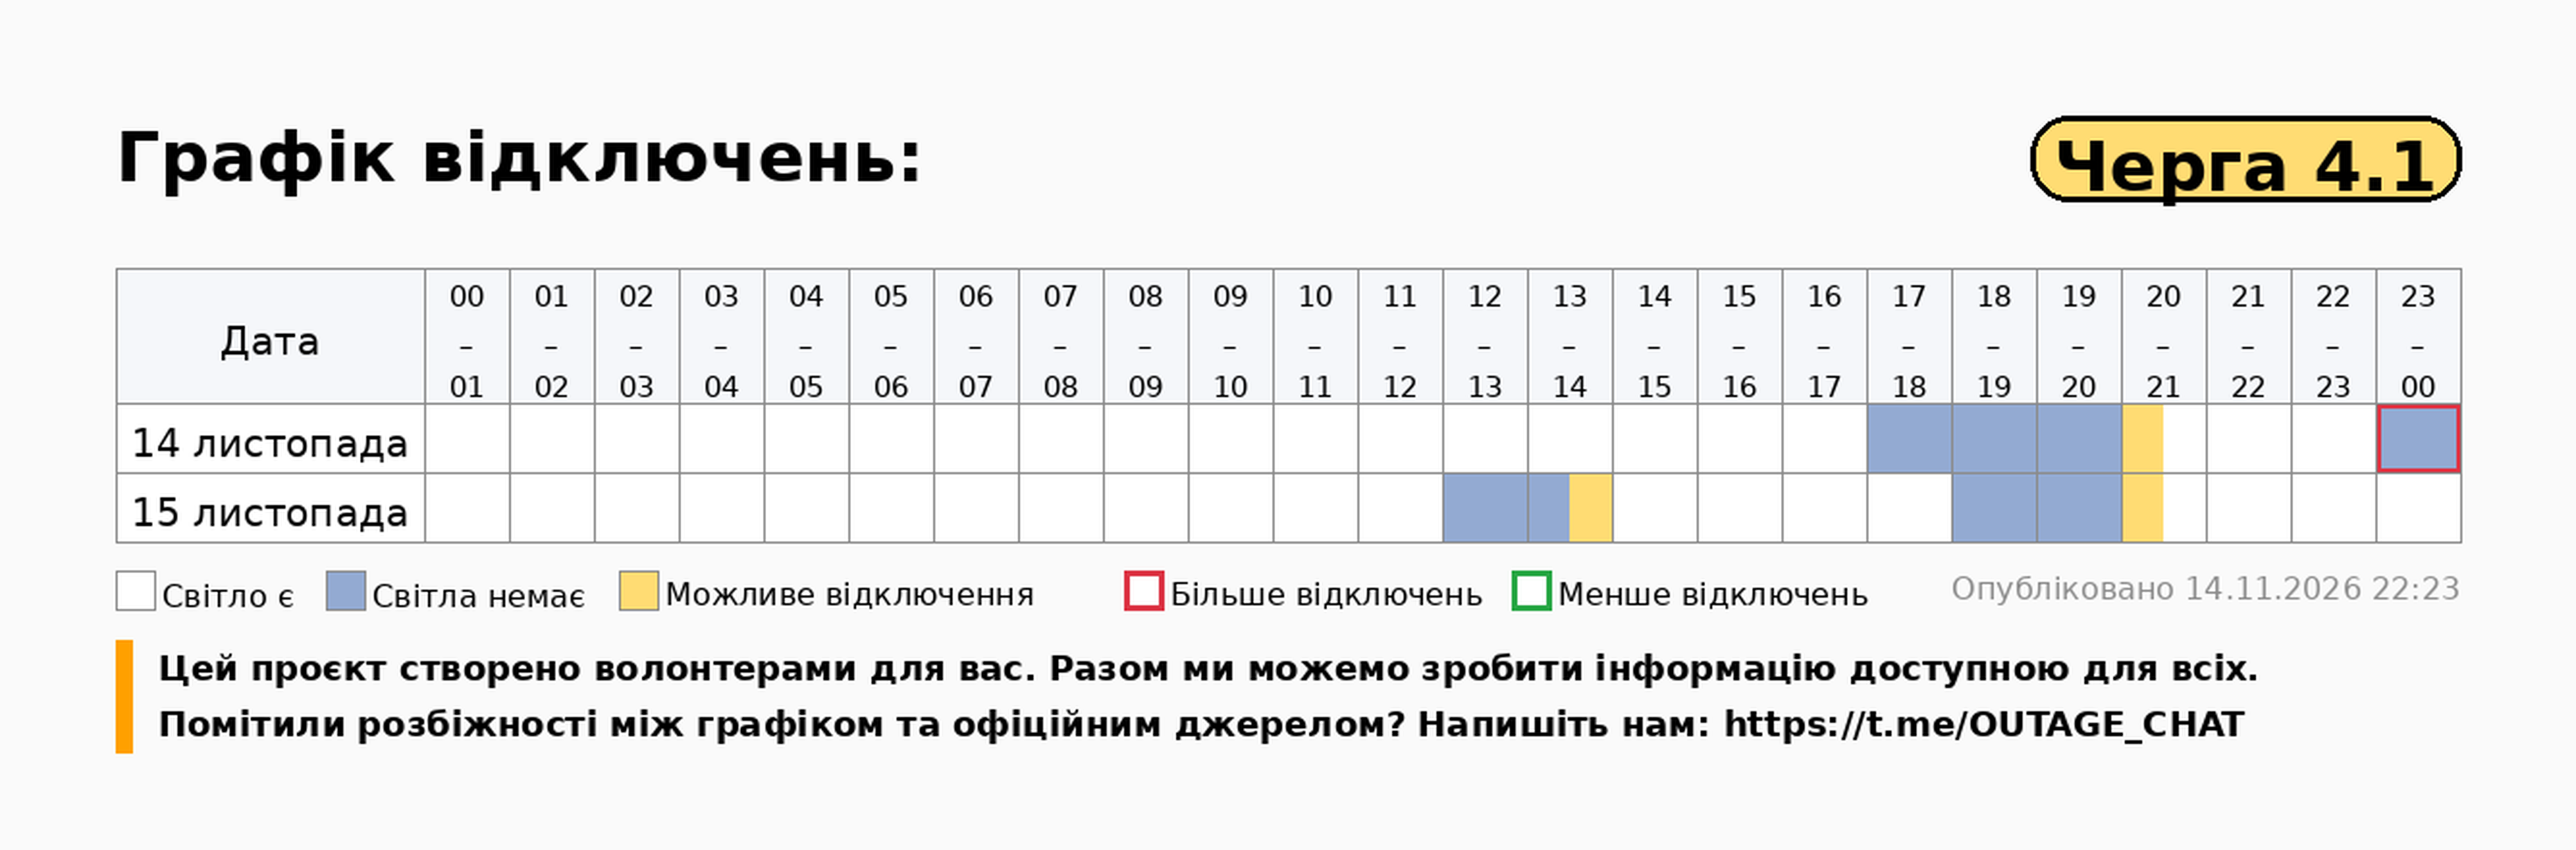 Графік відключень:
Черга 4.1
Дата
00 – 01
01 – 02
02 – 03
03 – 04
04 – 05
05 – 06
06 – 07
07 – 08
08 – 09
09 – 10
10 – 11
11 – 12
12 – 13
13 – 14
14 – 15
15 – 16
16 – 17
17 – 18
18 – 19
19 – 20
20 – 21
21 – 22
22 – 23
23 – 00
14 листопада
15 листопада
Світло є
Світла немає
Можливе відключення
Більше відключень
Менше відключень
Опубліковано 14.11.2026 22:23
Цей проєкт створено волонтерами для вас. Разом ми можемо зробити інформацію доступною для всіх.
Помітили розбіжності між графіком та офіційним джерелом? Напишіть нам: https://t.me/OUTAGE_CHAT